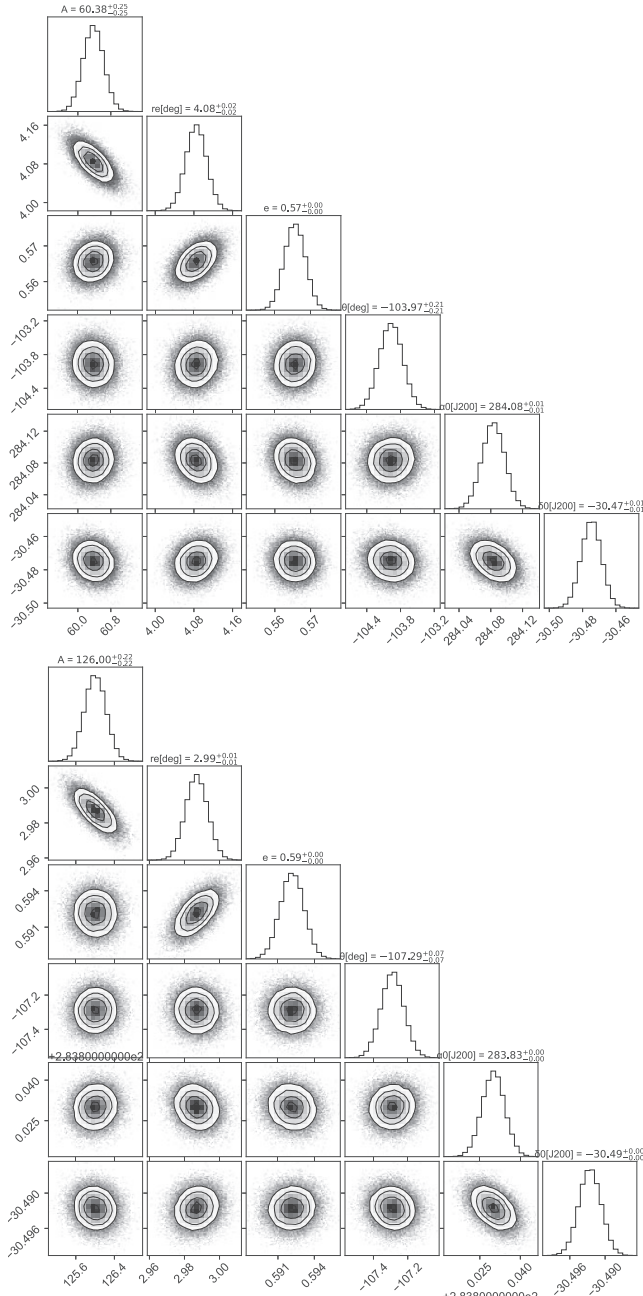 A = 60.38+0.25−0.25
4.16
4.08
4.00
re[deg] = 4.08+0.02−0.02
0.57
0.56
e = 0.57+0.00−0.00
−103.2
−103.8
−104.4
θ[deg] = −103.97+0.21−0.21
284.12
284.08
284.04
α0[J200] = 284.08+0.01−0.01
−30.46
−30.48
−30.50
δ0[J200] = −30.47+0.01−0.01
60.0 60.8 4.00 4.08 4.16 0.56 0.57 −104.4 −103.8 −103.2 284.04 284.08 284.12 −30.50 −30.48 −30.46
A = 126.00+0.22−0.22
3.00
2.98
2.96
re[deg] = 2.99+0.01−0.01
0.594
0.591
e = 0.59+0.00−0.00
−107.2
−107.4
θ[deg] = −107.29+0.07−0.07
+2.8380000000e2
0.040
0.025
α0[J200] = 283.83+0.00−0.00
−30.490
−30.496
δ0[J200] = −30.49+0.00−0.00
125.6 126.4 2.96 2.98 3.00 0.591 0.594 −107.4 −107.2 0.025 0.040 −30.496 −30.490
+2.8380000000e2